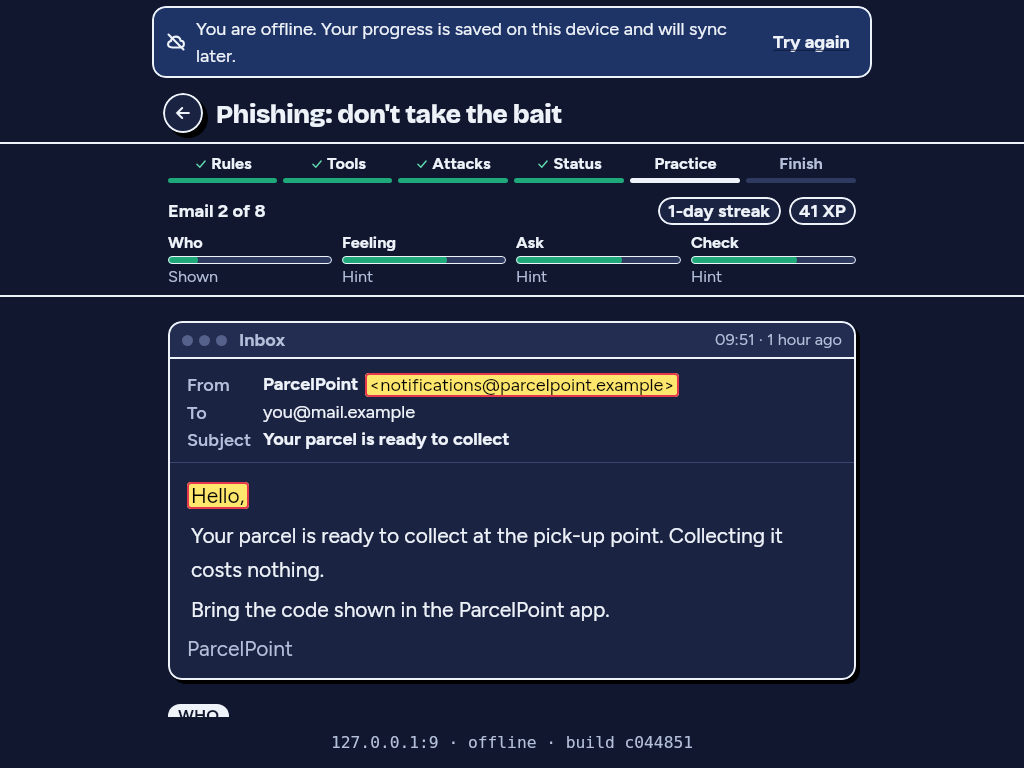 You are offline. Your progress is saved on this device and will sync
later.
Try again
Phishing: don't take the bait
Rules
Tools
Attacks
Status
Practice
Finish
Email 2 of 8
1-day streak
41 XP
Who
Feeling
Ask
Check
Shown
Hint
Hint
Hint
Inbox
09:51 · 1 hour ago
From ParcelPoint <notifications@parcelpoint.example>
To you@mail.example
Subject Your parcel is ready to collect
Hello,
Your parcel is ready to collect at the pick-up point. Collecting it
costs nothing.
Bring the code shown in the ParcelPoint app.
ParcelPoint
WHO
127.0.0.1:9 · offline · build c044851